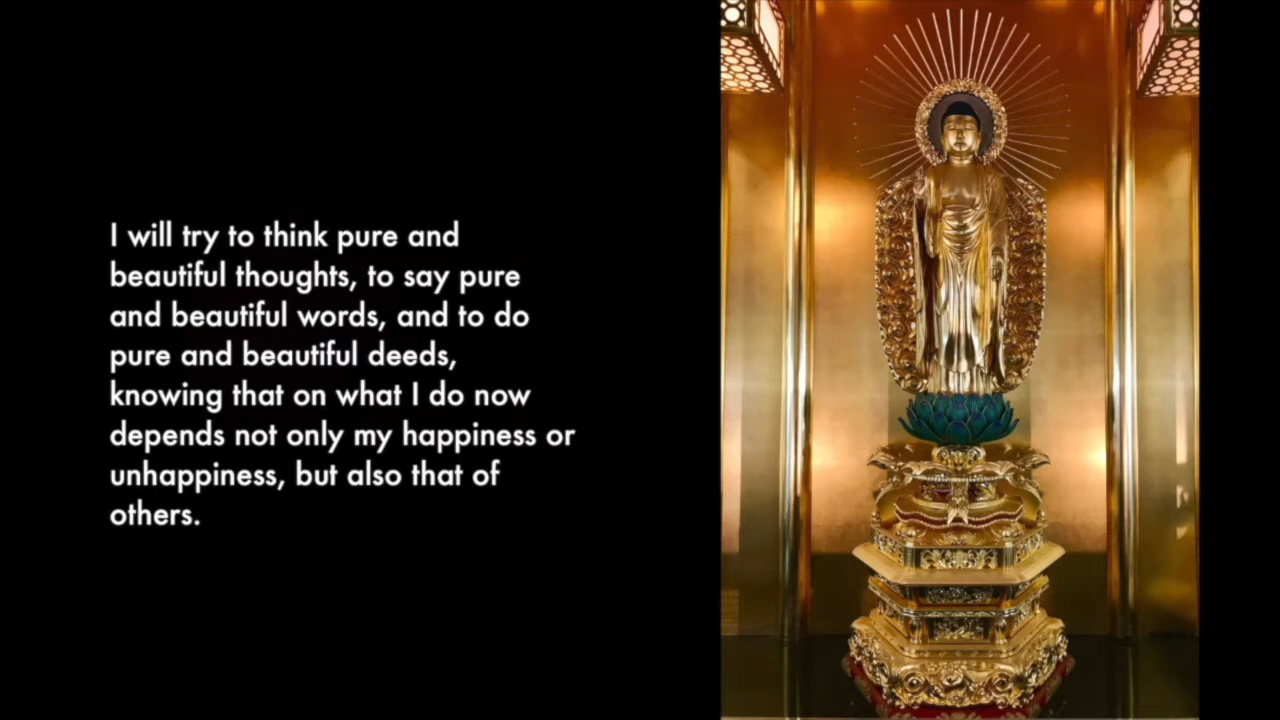 I will try to think pure and
beautiful thoughts, to say pure
and beautiful words, and to do
pure and beautiful deeds,
knowing that on what I do now
depends not only my happiness or
unhappiness, but also that of
others.